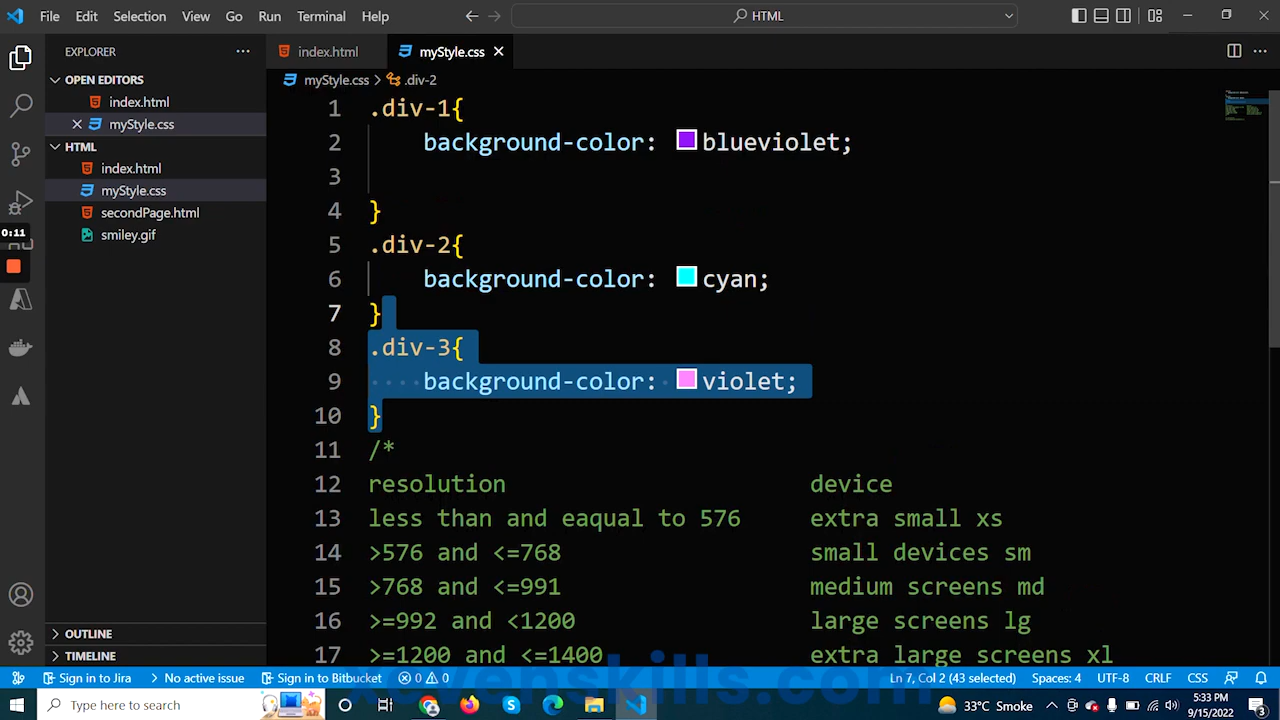 File Edit Selection View Go Run Terminal Help
HTML
EXPLORER
index.html
myStyle.css
OPEN EDITORS
myStyle.css > .div-2
index.html
myStyle.css
HTML
index.html
myStyle.css
secondPage.html
smiley.gif
0:11
1 .div-1{
2 background-color: blueviolet;
3
4 }
5 .div-2{
6 background-color: cyan;
7 }
8 .div-3{
9 background-color: violet;
10 }
11 /*
12 resolution device
13 less than and eaqual to 576 extra small xs
14 >576 and <=768 small devices sm
15 >768 and <=991 medium screens md
16 >=992 and <1200 large screens lg
17 >=1200 and <=1400 extra large screens xl
OUTLINE
TIMELINE
Sign in to Jira No active issue Sign in to Bitbucket 0 0 Ln 7, Col 2 (43 selected) Spaces: 4 UTF-8 CRLF CSS
Type here to search
33°C Smoke
5:33 PM
9/15/2022
3